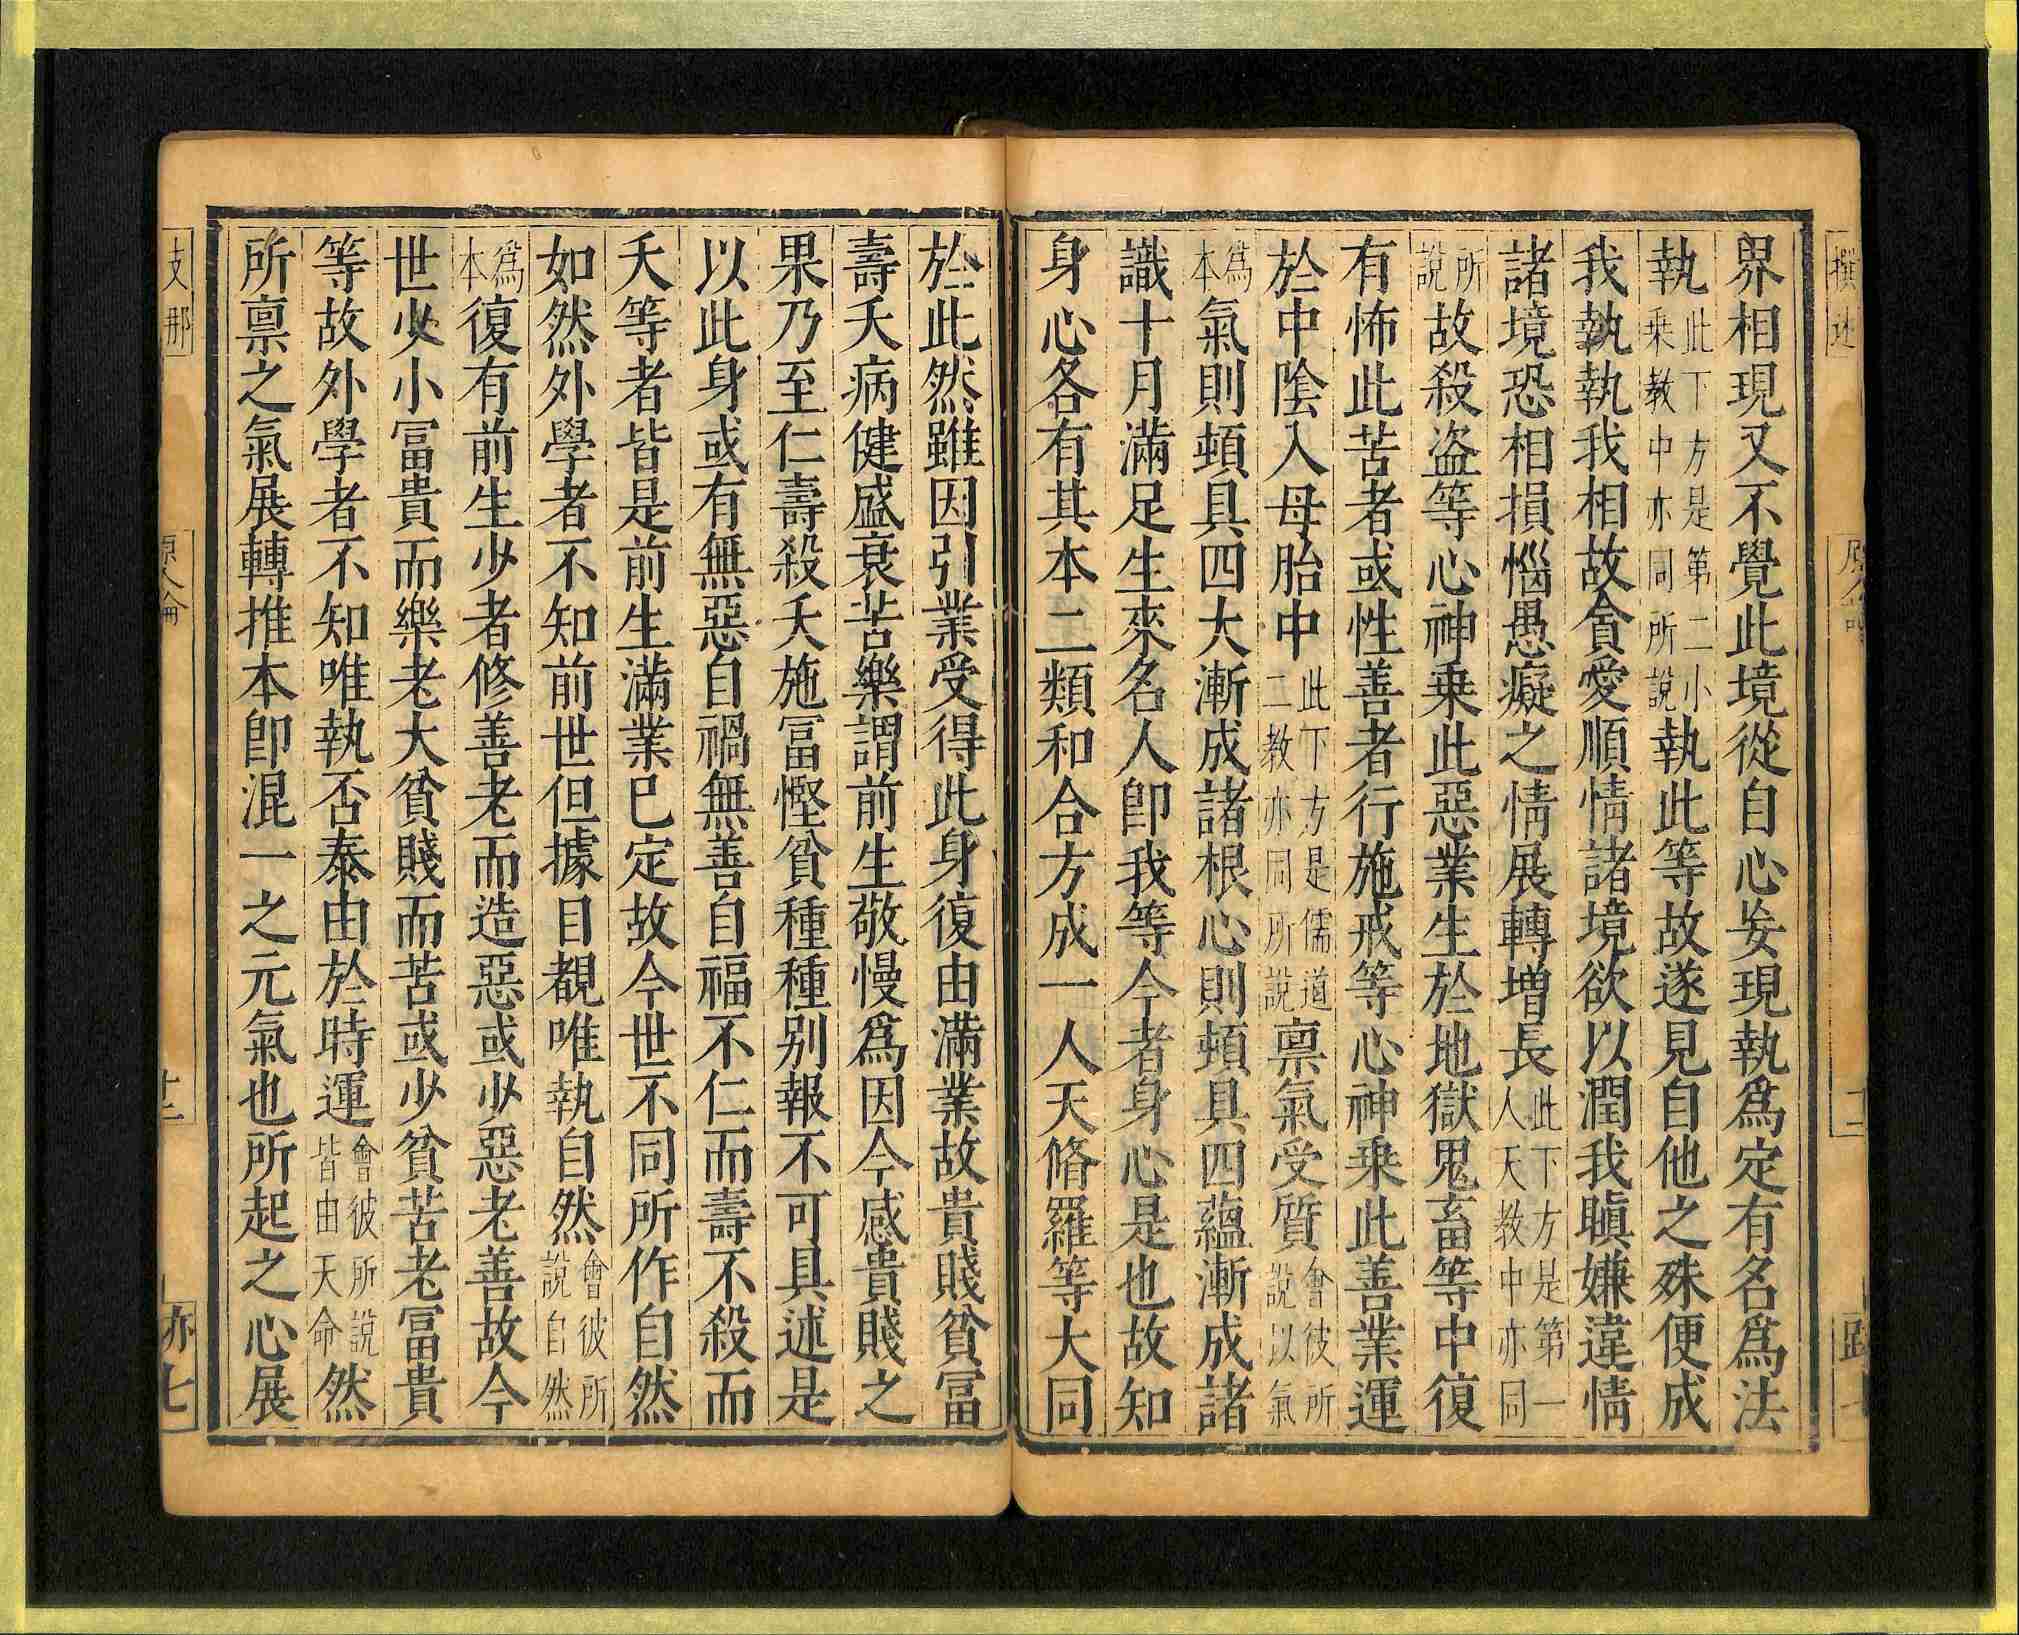 撰述
原人論
十二
界相現又不覺此境從自心妄現執爲定有名爲法
執此下方是第二小乘教中亦同所說執此等故遂見自他之殊便成
我執執我相故貪愛順情諸境欲以潤我瞋嫌違情
諸境恐相損惱愚癡之情展轉增長此下方是第一人天教中亦同
所說故殺盜等心神乗此惡業生於地獄鬼畜等中復
有怖此苦者或性善者行施戒等心神乗此善業運
於中陰入母胎中此下方是儒道二教亦同所說禀氣受質會彼所說以氣
爲本氣則頓具四大漸成諸根心則頓具四蘊漸成諸
識十月滿足生來名人卽我等今者身心是也故知
身心各有其本二類和合方成一人天脩羅等大同
於此然雖因引業受得此身復由滿業故貴賤貧冨
壽夭病健盛衰苦樂謂前生敬慢爲因今感貴賤之
果乃至仁壽殺夭施冨慳貧種種别報不可具述是
以此身或有無惡自禍無善自福不仁而壽不殺而
夭等者皆是前生滿業已定故今世不同所作自然
如然外學者不知前世但據目覩唯執自然會彼所說自然
爲本復有前生少者修善老而造惡或少惡老善故今
世少小冨貴而樂老大貧賤而苦或少貧苦老冨貴
等故外學者不知唯執否泰由於時運會彼所說皆由天命然
所禀之氣展轉推本卽混一之元氣也所起之心展
支那
原人論
十二
亦七